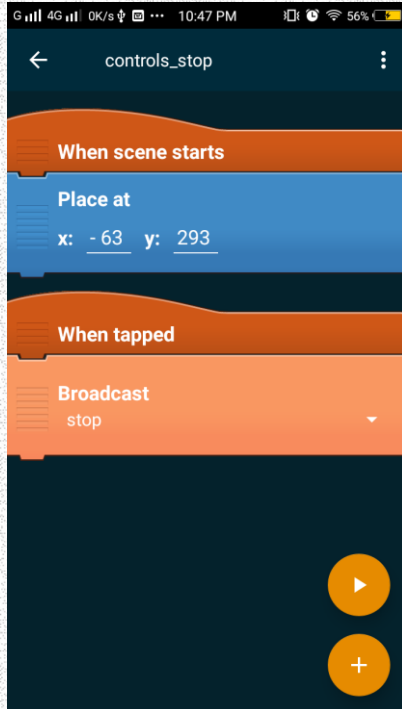 G 4G 0K/s ··· 10:47 PM 56%
controls_stop
When scene starts
Place at
x: - 63 y: 293
When tapped
Broadcast
stop